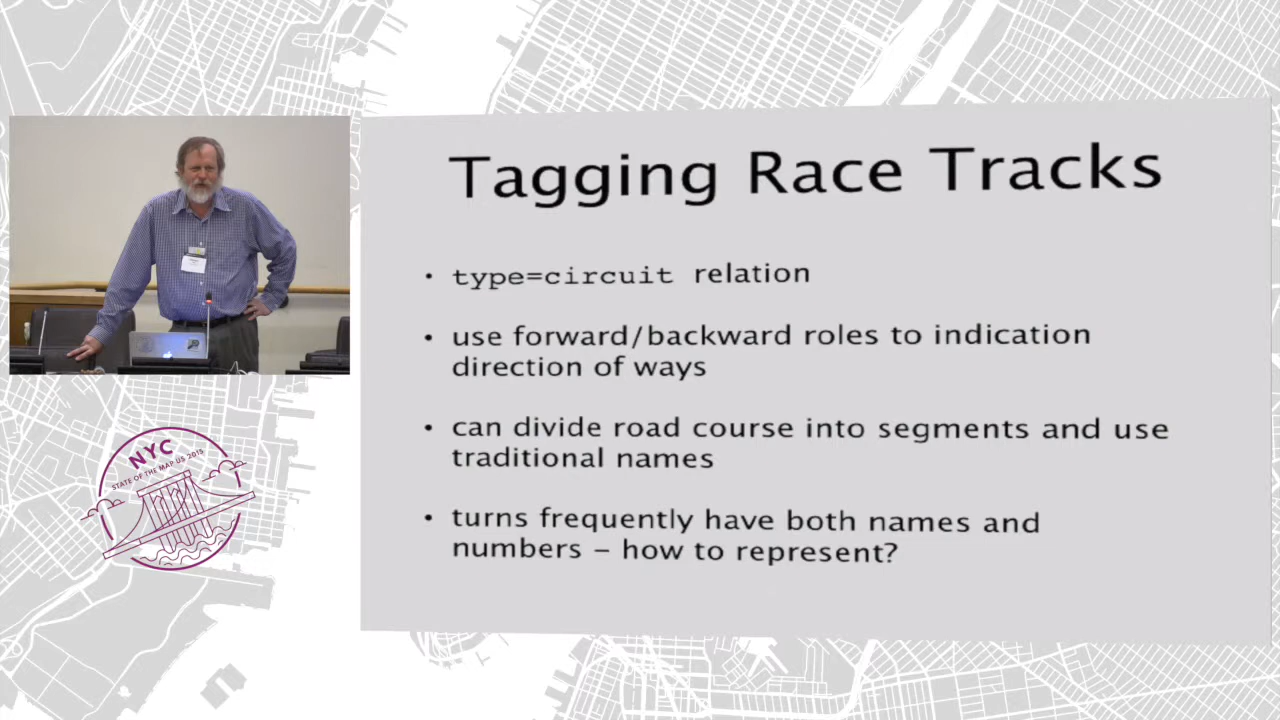 Tagging Race Tracks
• type=circuit relation
• use forward/backward roles to indication
direction of ways
• can divide road course into segments and use
traditional names
• turns frequently have both names and
numbers – how to represent?
NYC
STATE OF THE MAP US 2015